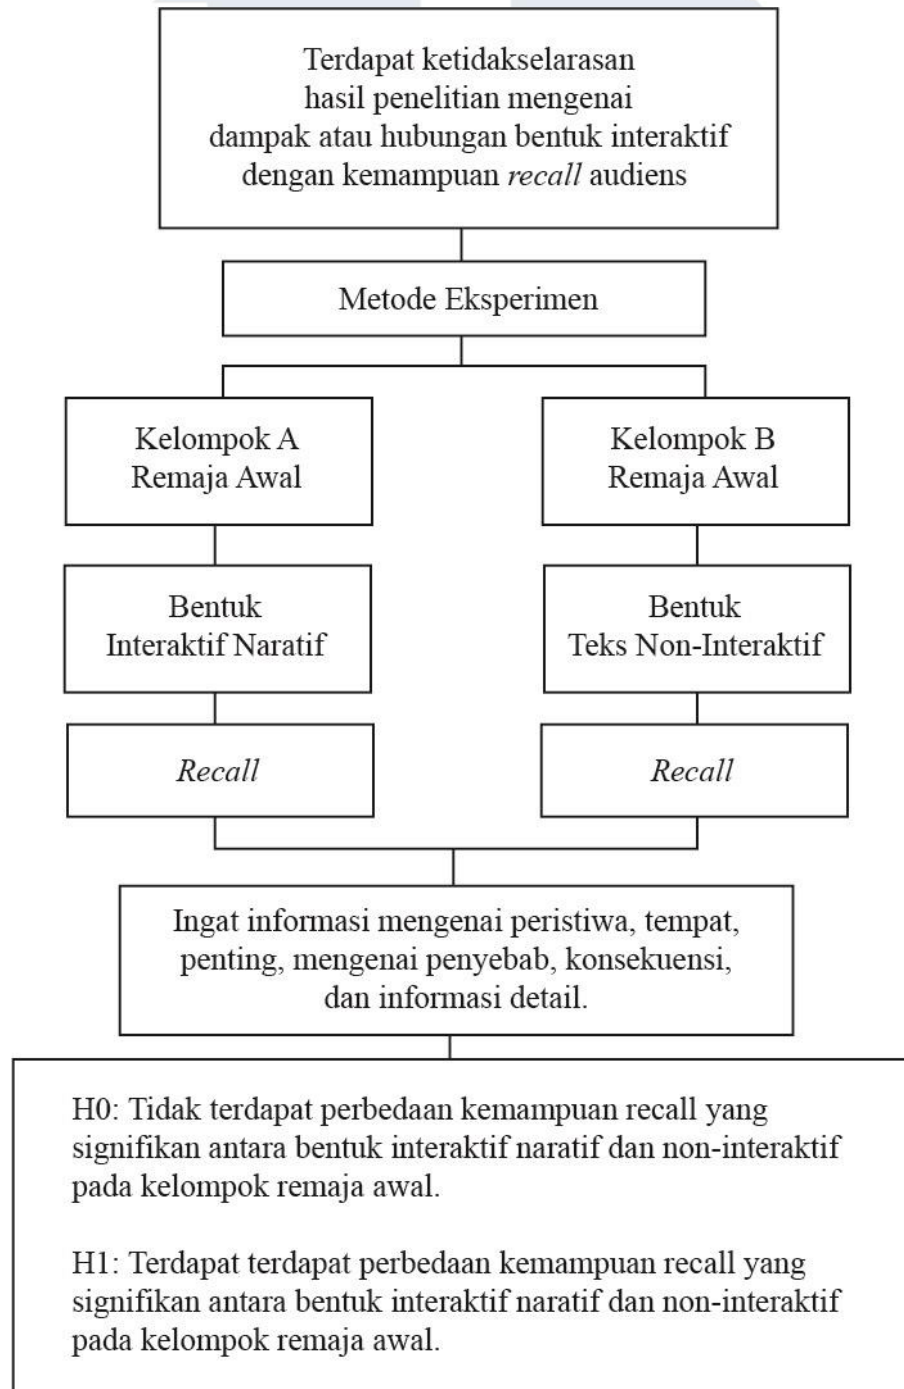 Terdapat ketidakselarasan
hasil penelitian mengenai
dampak atau hubungan bentuk interaktif
dengan kemampuan recall audiens
Metode Eksperimen
Kelompok A
Remaja Awal
Kelompok B
Remaja Awal
Bentuk
Interaktif Naratif
Bentuk
Teks Non-Interaktif
Recall
Recall
Ingat informasi mengenai peristiwa, tempat,
penting, mengenai penyebab, konsekuensi,
dan informasi detail.
H0: Tidak terdapat perbedaan kemampuan recall yang
signifikan antara bentuk interaktif naratif dan non-interaktif
pada kelompok remaja awal.
H1: Terdapat terdapat perbedaan kemampuan recall yang
signifikan antara bentuk interaktif naratif dan non-interaktif
pada kelompok remaja awal.